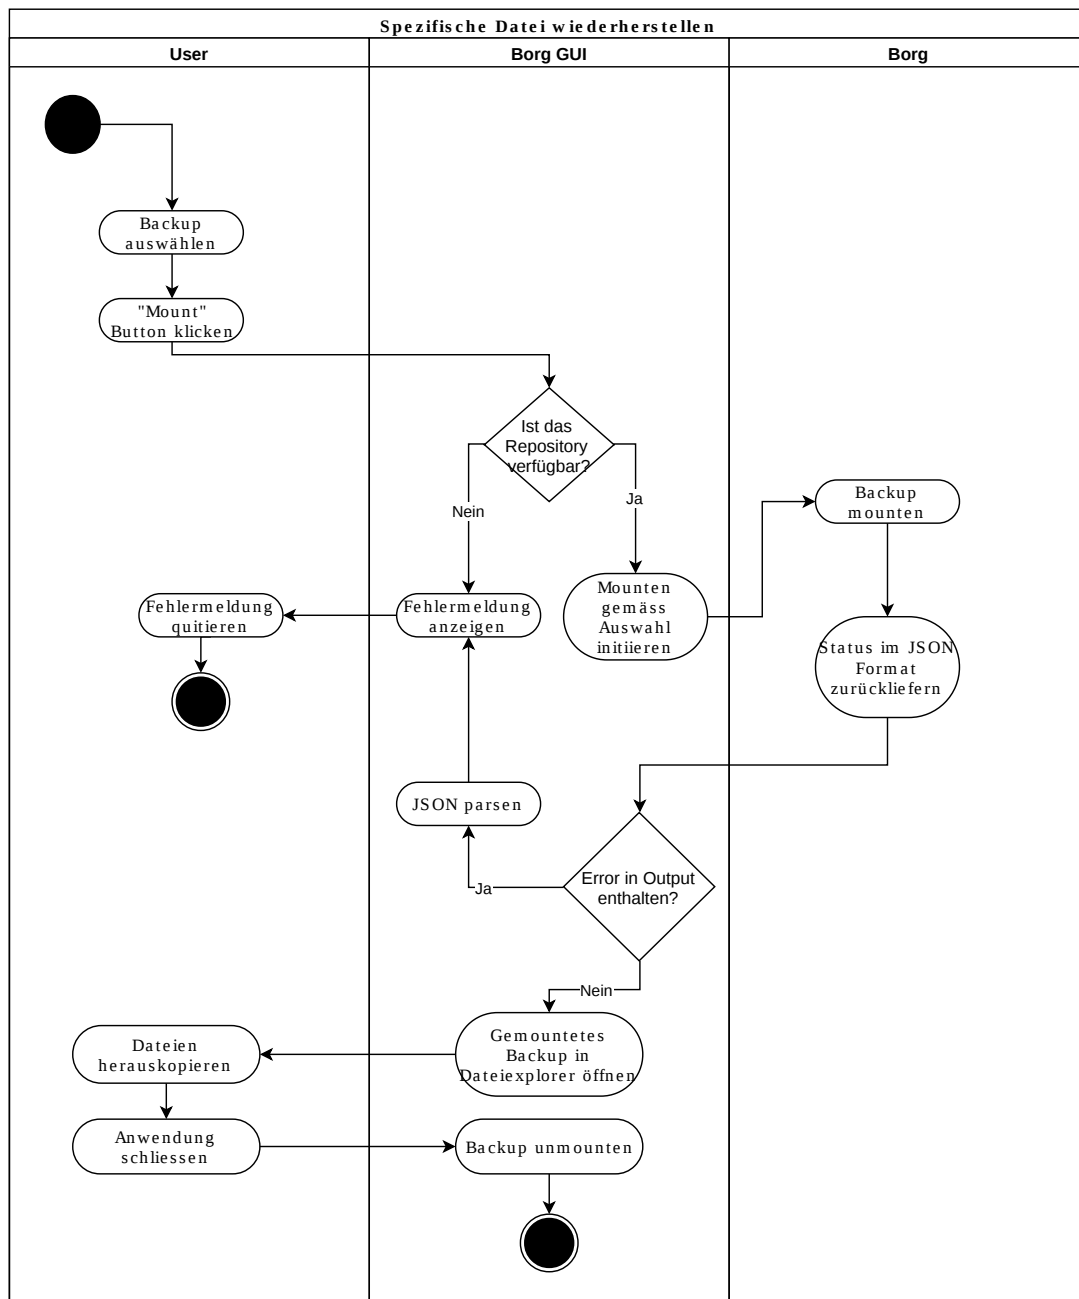 Spezifische Datei wiederherstellen
User
Borg GUI
Borg
Backup
auswählen
"Mount"
Button klicken
Ist das
Repository
verfügbar?
Nein
Ja
Backup
mounten
Fehlermeldung
quitieren
Fehlermeldung
anzeigen
Mounten
gemäss
Auswahl
initiieren
Status im JSON
Format
zurückliefern
JSON parsen
Error in Output
enthalten?
Ja
Nein
Gemountetes
Backup in
Dateiexplorer öffnen
Dateien
herauskopieren
Anwendung
schliessen
Backup unmounten